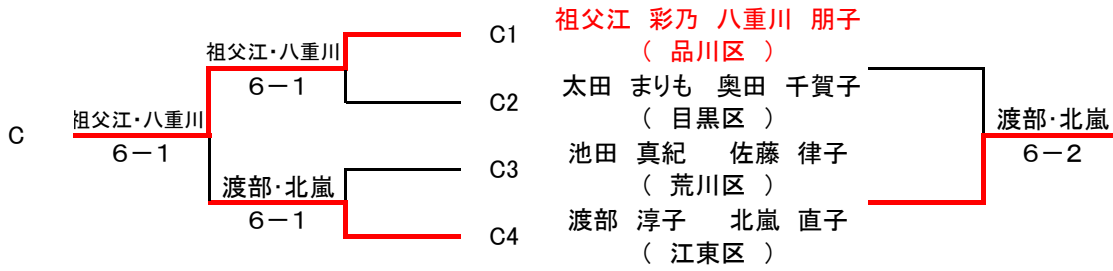 祖父江・八重川
6－1
祖父江・八重川
6－1
渡部・北嵐
6－1
C
C1 祖父江 彩乃 八重川 朋子
( 品川区 )
C2 太田 まりも 奥田 千賀子
( 目黒区 )
C3 池田 真紀 佐藤 律子
( 荒川区 )
C4 渡部 淳子 北嵐 直子
( 江東区 )
渡部・北嵐
6－2